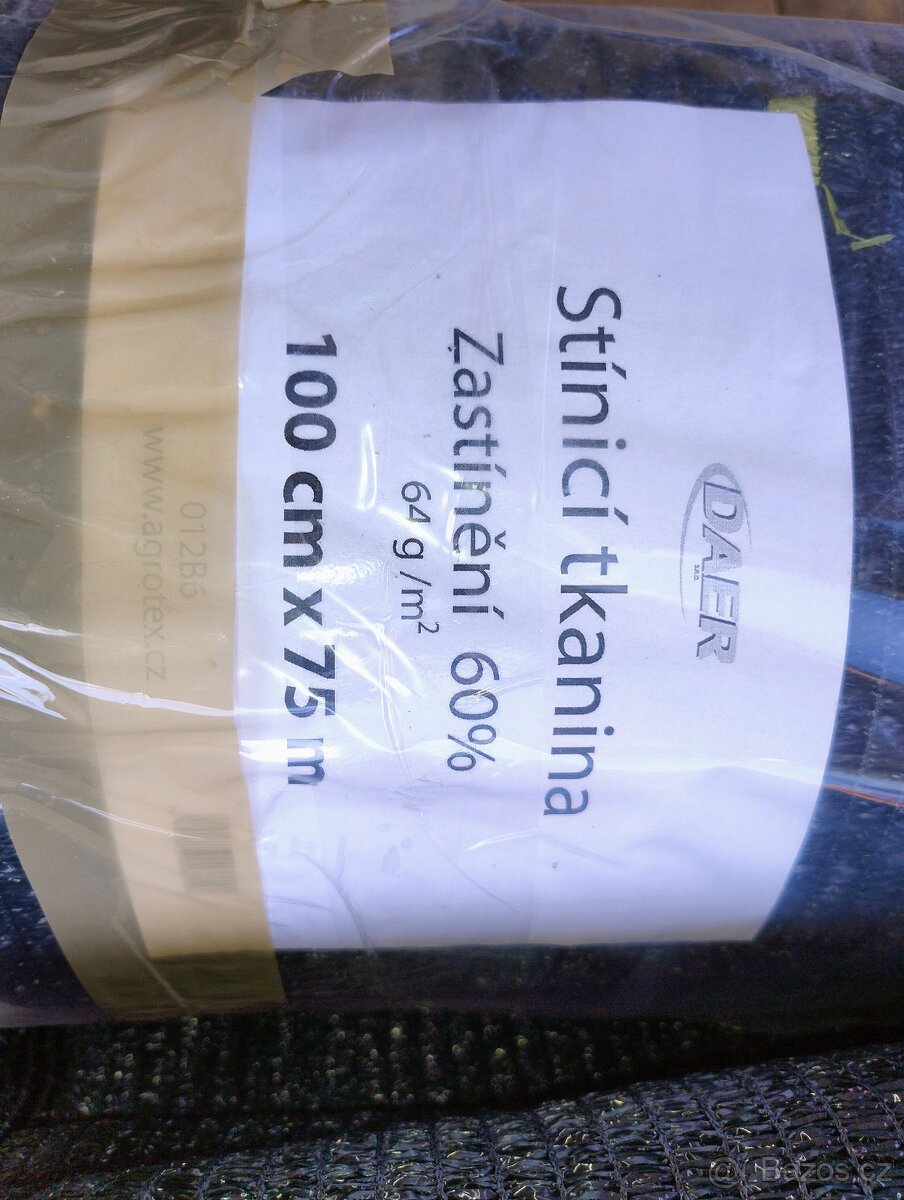 DAER
s.r.o.
Stínicí tkanina
Zastínění 60%
64 g /m²
100 cm x 75 m
012B6
www.agrotex.cz
Bazos.cz